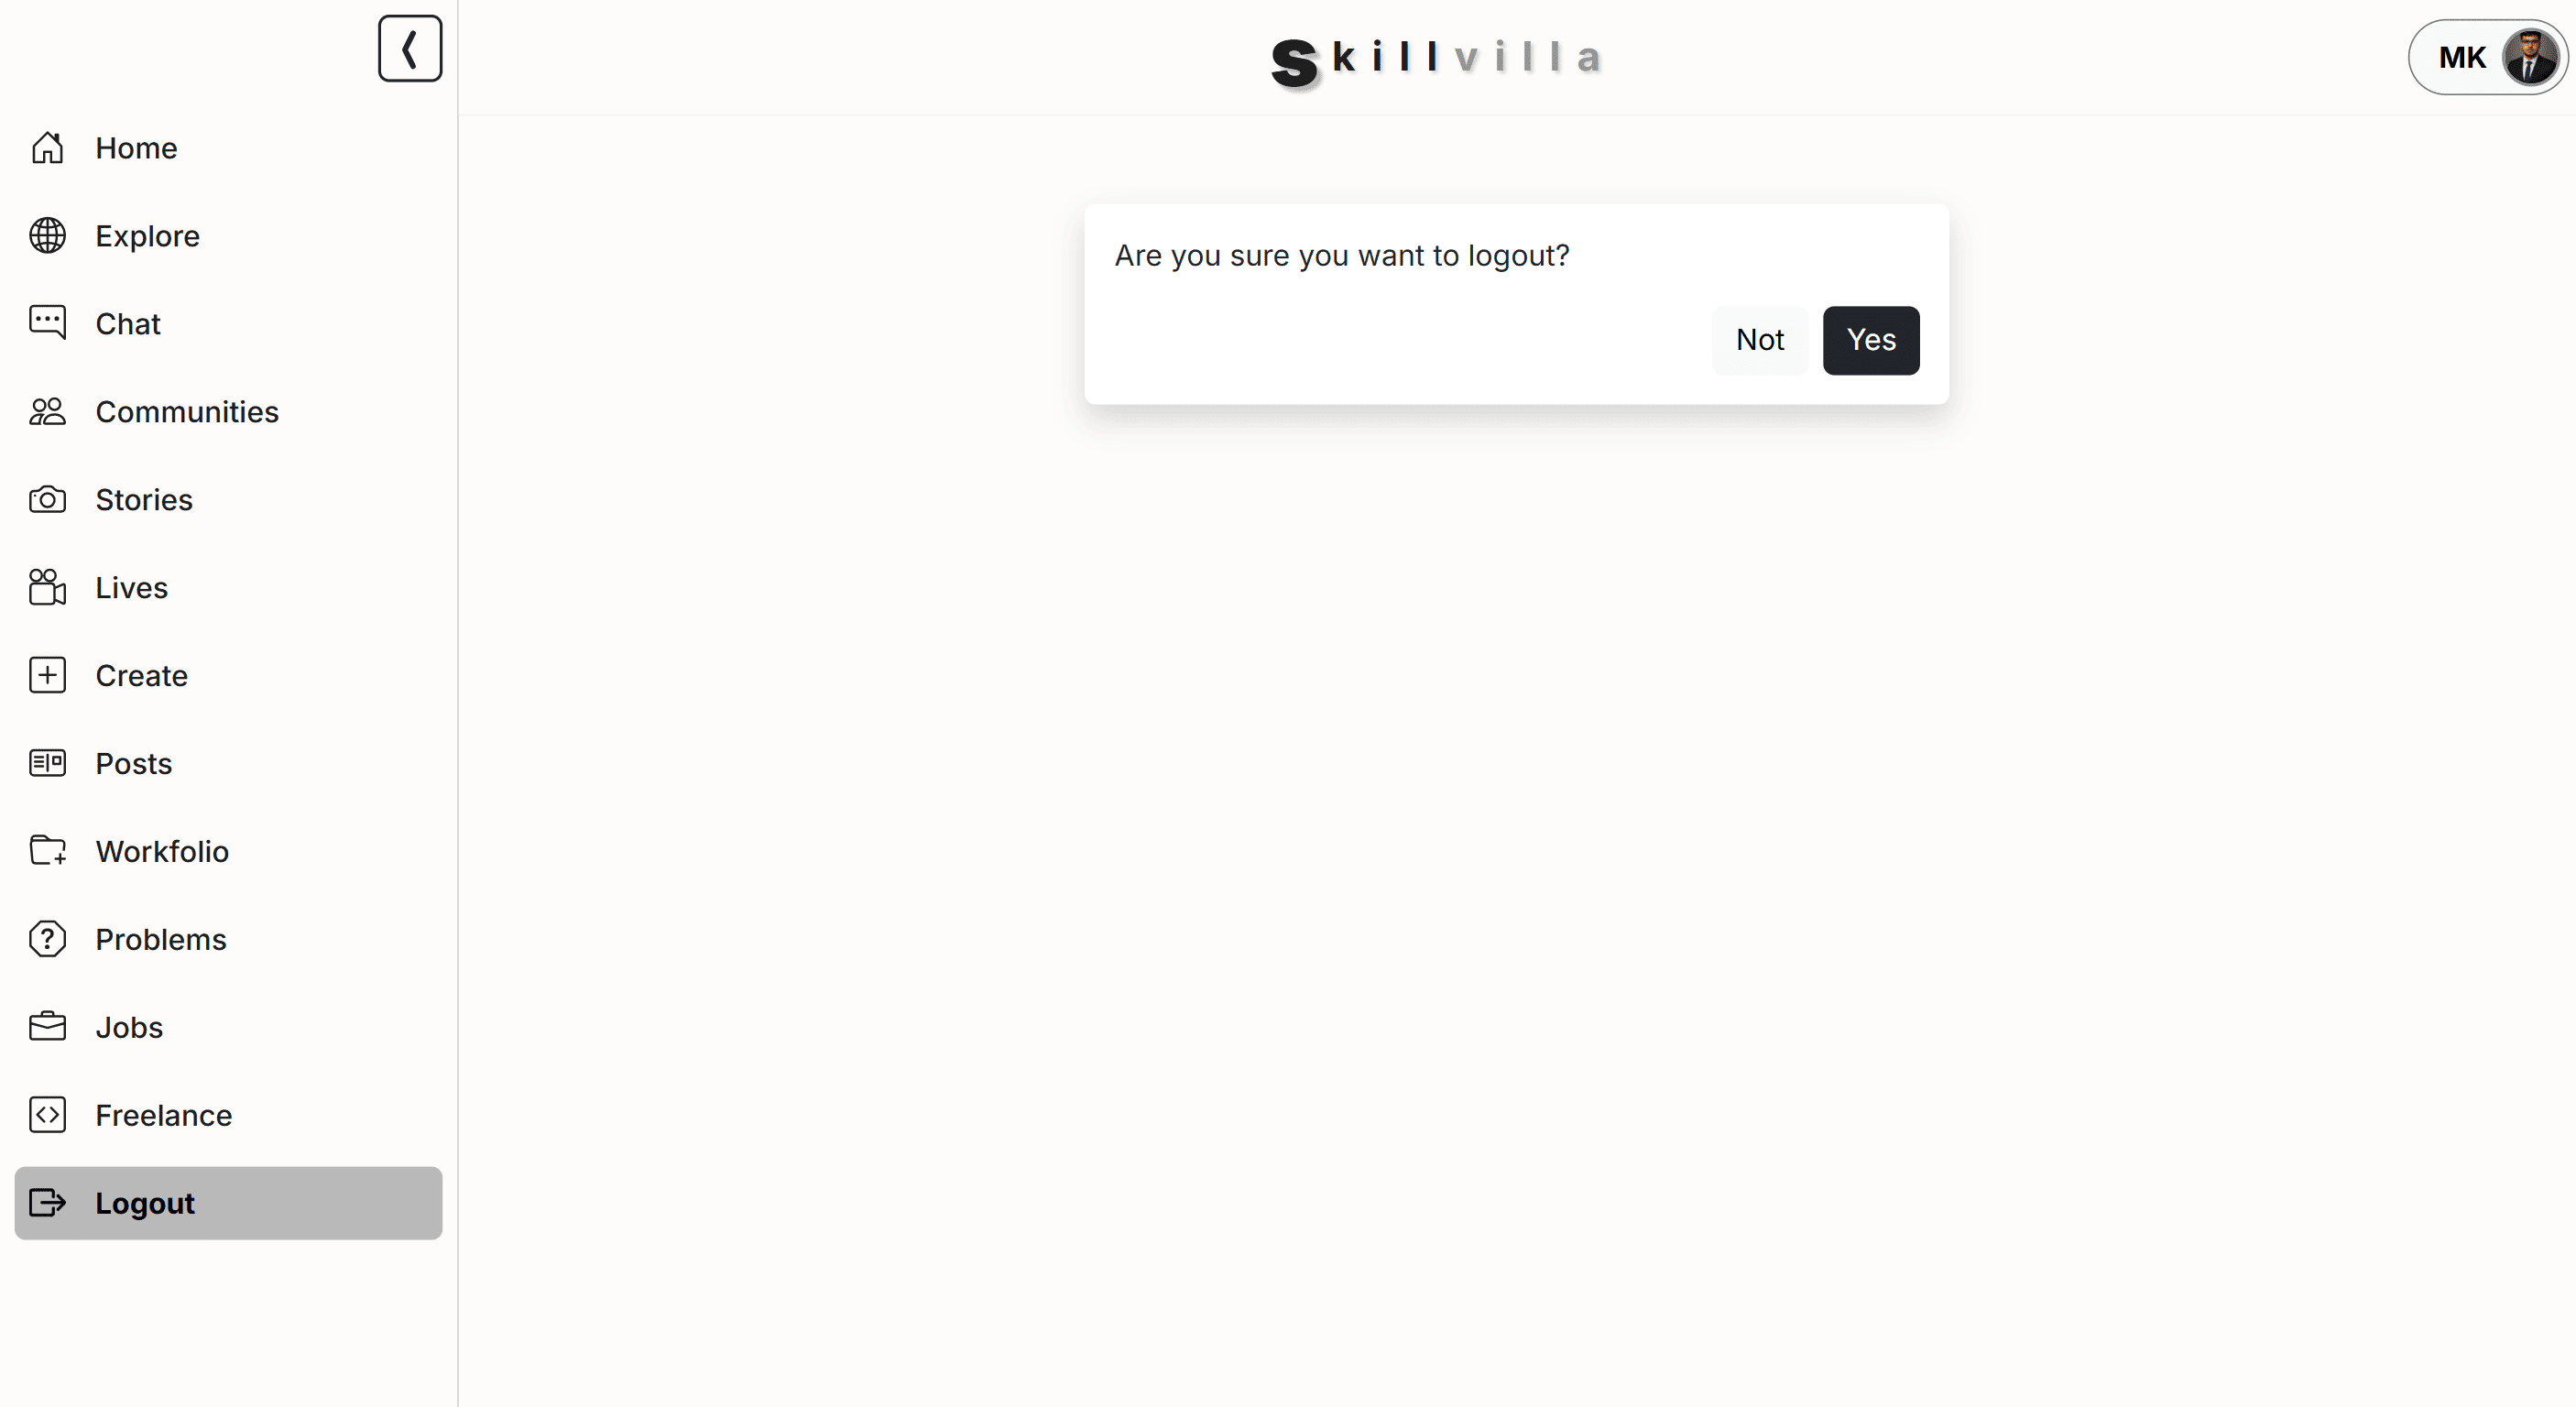 Skillvilla
MK
Home
Explore
Chat
Communities
Stories
Lives
Create
Posts
Workfolio
Problems
Jobs
Freelance
Logout
Are you sure you want to logout?
Not
Yes